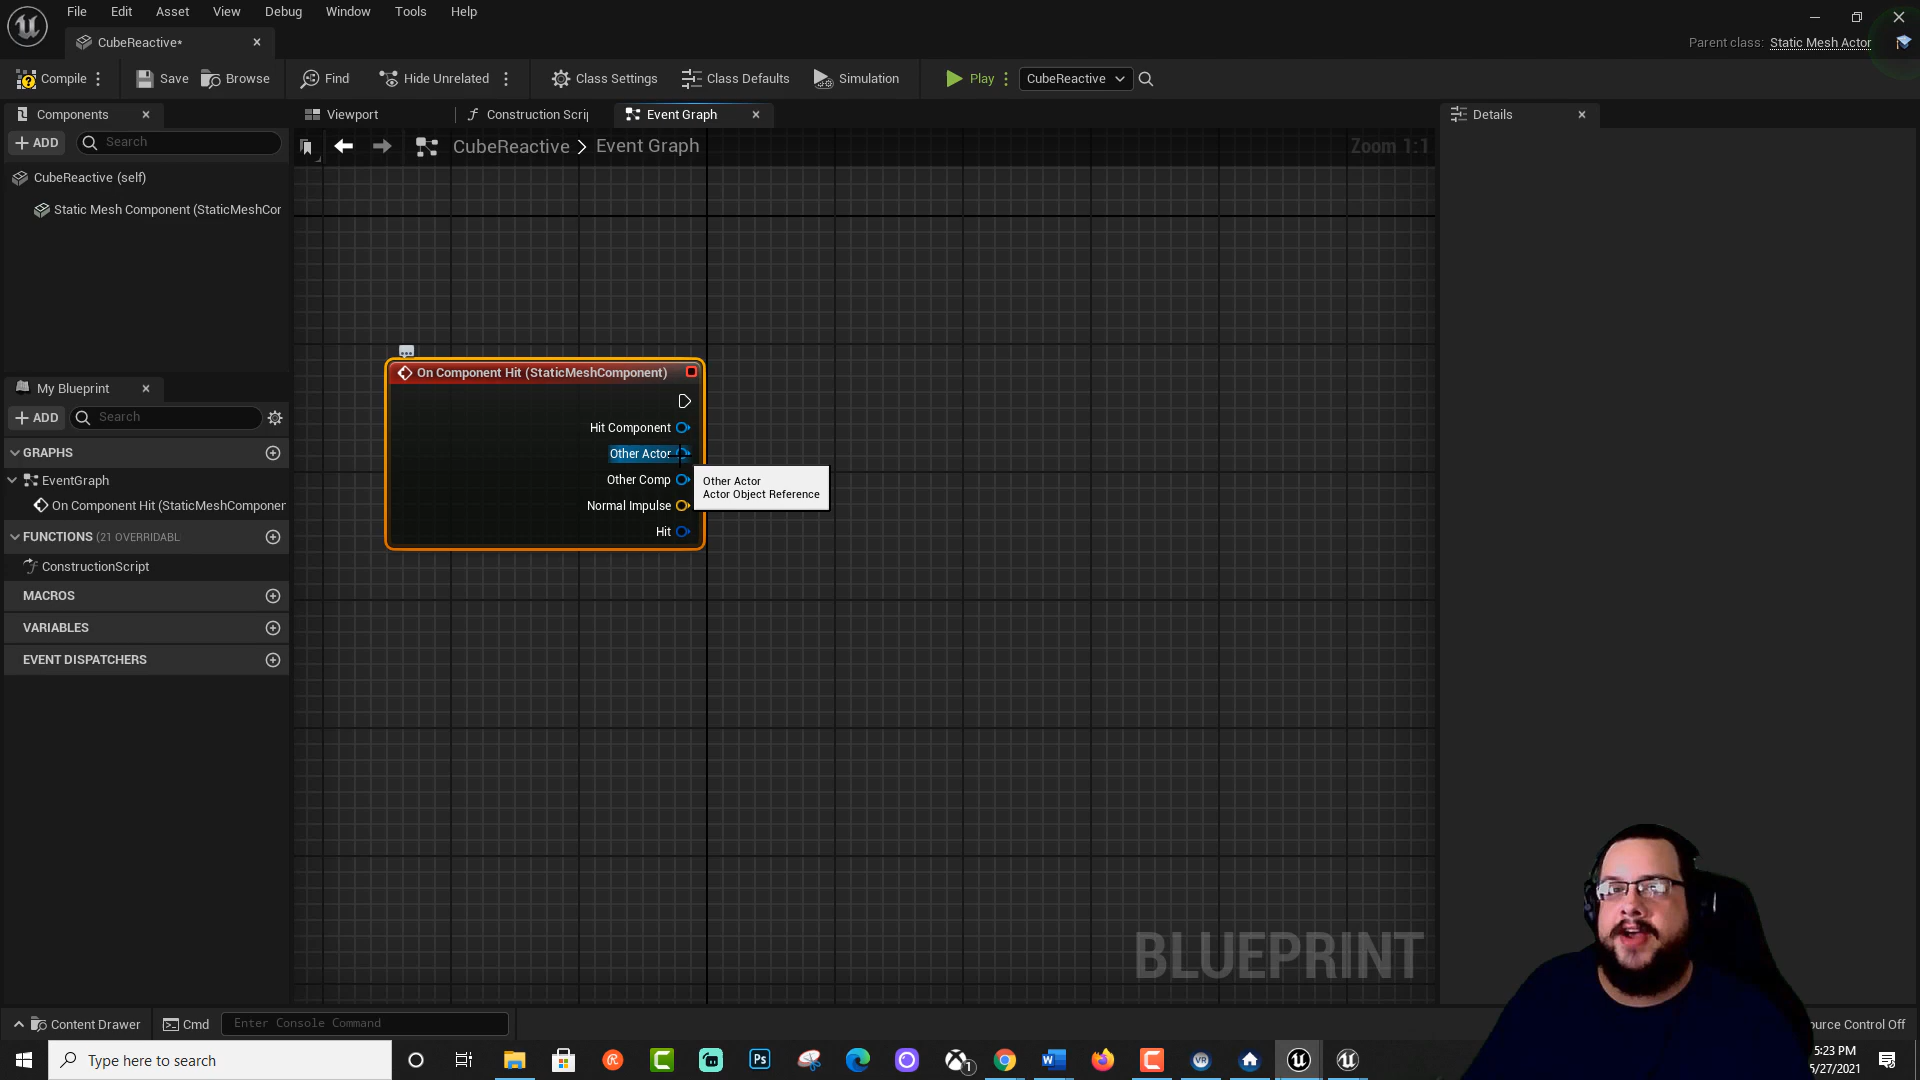 File Edit Asset View Debug Window Tools Help
CubeReactive*
Parent class: Static Mesh Actor
Compile Save Browse Find Hide Unrelated Class Settings Class Defaults Simulation Play CubeReactive
Components Viewport Construction Scri Event Graph Details
ADD Search
CubeReactive > Event Graph Zoom 1:1
CubeReactive (self)
Static Mesh Component (StaticMeshCor
My Blueprint
ADD Search
GRAPHS
EventGraph
On Component Hit (StaticMeshComponer
FUNCTIONS (21 OVERRIDABL
ConstructionScript
MACROS
VARIABLES
EVENT DISPATCHERS
On Component Hit (StaticMeshComponent)
Hit Component
Other Actor
Other Comp
Normal Impulse
Hit
Other Actor
Actor Object Reference
BLUEPRINT
Content Drawer Cmd Enter Console Command
ource Control Off
Type here to search
Ps
VR
1
5:23 PM
5/27/2021